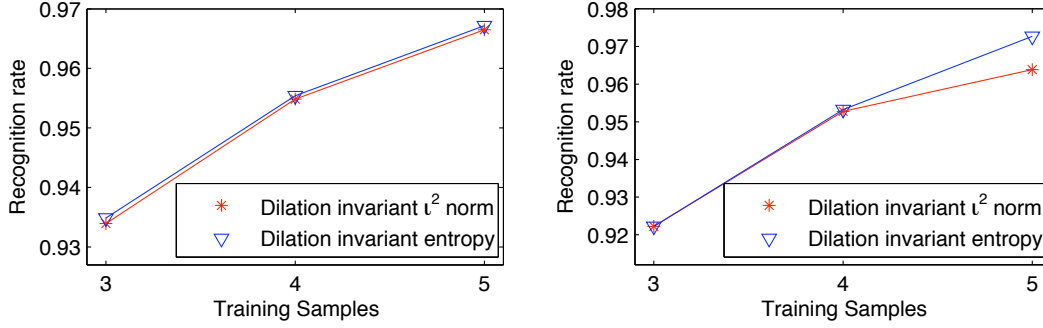 0.97
0.96
0.95
0.94
0.93
Recognition rate
3
4
5
Training Samples
Dilation invariant ι² norm
Dilation invariant entropy
0.98
0.97
0.96
0.95
0.94
0.93
0.92
Recognition rate
3
4
5
Training Samples
Dilation invariant ι² norm
Dilation invariant entropy